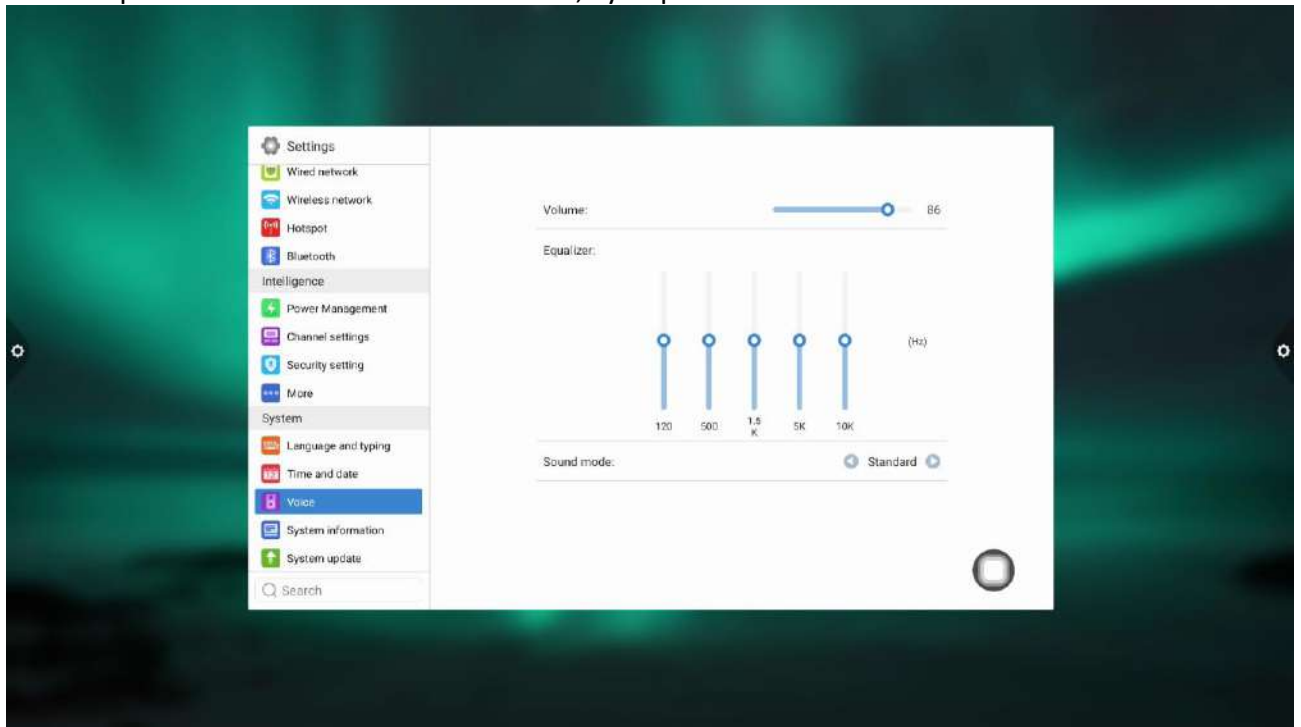 Settings
Wired network
Wireless network
Hotspot
Bluetooth
Intelligence
Power Management
Channel settings
Security setting
More
System
Language and typing
Time and date
Voice
System information
System update
Search
Volume: 86
Equalizer:
(Hz)
120 500 1.5 K 5K 10K
Sound mode: Standard